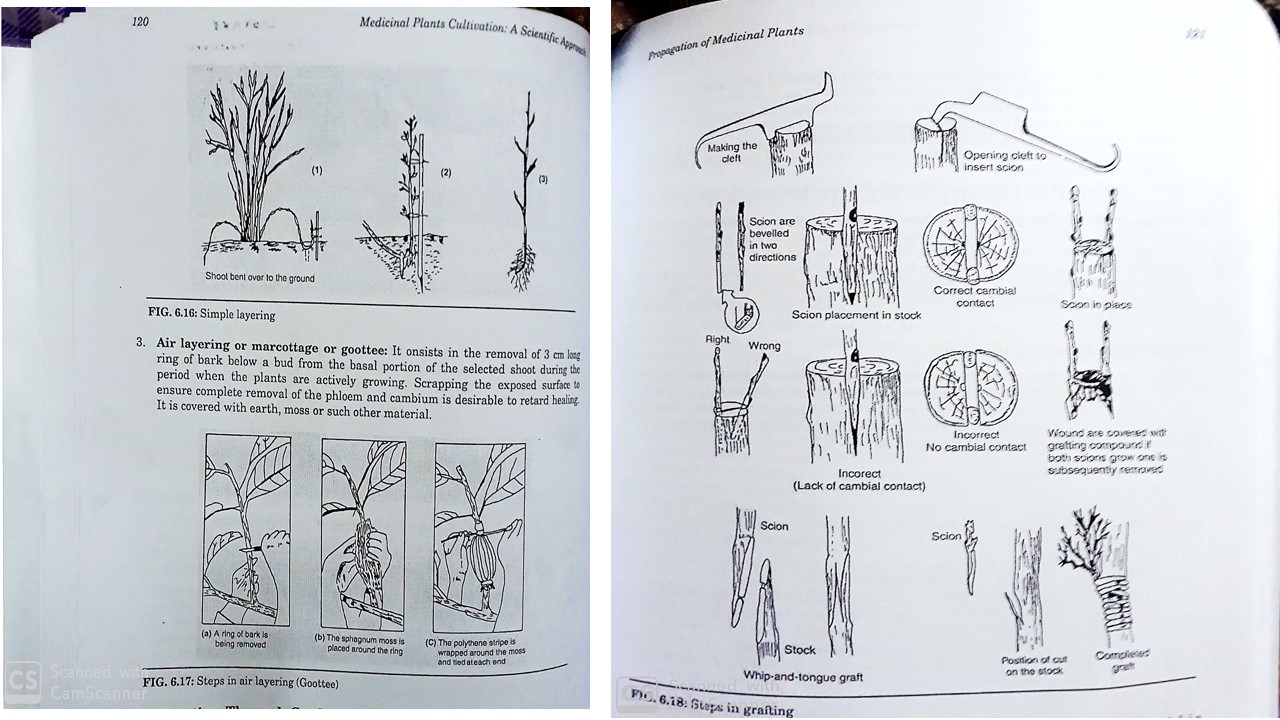 120
Medicinal Plants Cultivation: A Scientific Approach
(1)
(2)
(3)
Shoot bent over to the ground
FIG. 6.16: Simple layering
3. Air layering or marcottage or goottee: It onsists in the removal of 3 cm long
ring of bark below a bud from the basal portion of the selected shoot during the
period when the plants are actively growing. Scrapping the exposed surface to
ensure complete removal of the phloem and cambium is desirable to retard healing.
It is covered with earth, moss or such other material.
(a) A ring of bark is
being removed
(b) The sphagnum moss is
placed around the ring
(C) The polythene stripe is
wrapped around the moss
and tied ateach end
FIG. 6.17: Steps in air layering (Goottee)
CS Scanned with
CamScanner
Propagation of Medicinal Plants
121
Making the
cleft
Opening cleft to
insert scion
Scion are
bevelled
in two
directions
Scion placement in stock
Correct cambial
contact
Scion in place
Right
Wrong
Incorect
(Lack of cambial contact)
Incorrect
No cambial contact
Wound are covered with
grafting compound if
both scions grow one is
subsequently removed
Scion
Stock
Whip-and-tongue graft
Scion
Position of cut
on the stock
Completed
graft
FIG. 6.18: Steps in grafting
CS Scanned with